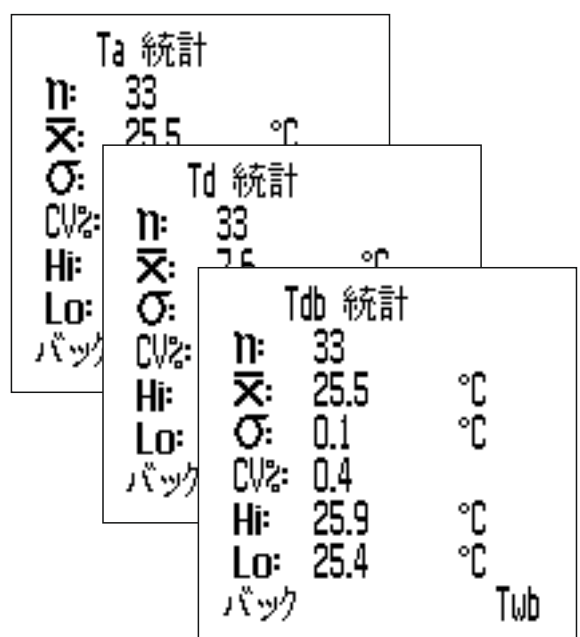 Ta 統計
n: 33
x̅: 25.5 °C
σ:
CV%:
Hi:
Lo:
バック
Td 統計
n: 33
x̅: 7.6 °C
σ:
CV%:
Hi:
Lo:
バック
Tdb 統計
n: 33
x̅: 25.5 °C
σ: 0.1 °C
CV%: 0.4
Hi: 25.9 °C
Lo: 25.4 °C
バック Twb